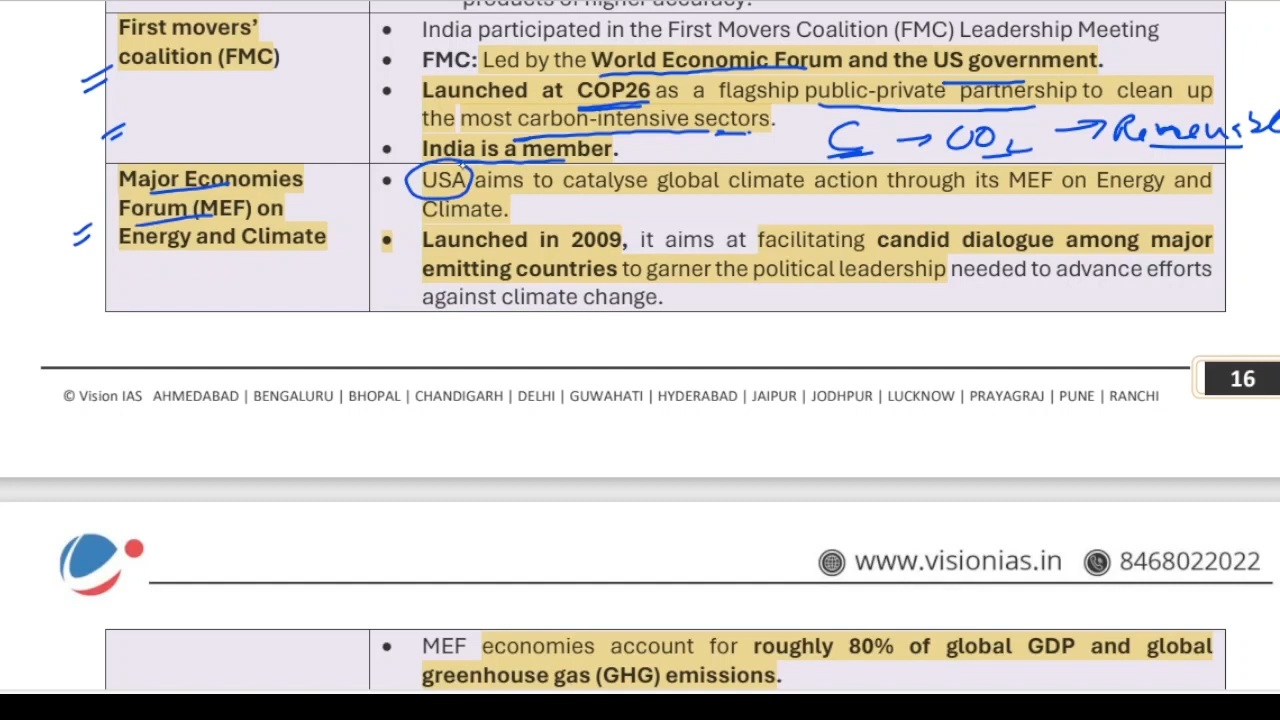 products of higher accuracy.
First movers’
coalition (FMC)
• India participated in the First Movers Coalition (FMC) Leadership Meeting
• FMC: Led by the World Economic Forum and the US government.
• Launched at COP26 as a flagship public-private partnership to clean up
the most carbon-intensive sectors.
C → CO2 → Renewable
• India is a member.
Major Economies
Forum (MEF) on
Energy and Climate
• USA aims to catalyse global climate action through its MEF on Energy and
Climate.
• Launched in 2009, it aims at facilitating candid dialogue among major
emitting countries to garner the political leadership needed to advance efforts
against climate change.
16
© Vision IAS AHMEDABAD | BENGALURU | BHOPAL | CHANDIGARH | DELHI | GUWAHATI | HYDERABAD | JAIPUR | JODHPUR | LUCKNOW | PRAYAGRAJ | PUNE | RANCHI
www.visionias.in 8468022022
• MEF economies account for roughly 80% of global GDP and global
greenhouse gas (GHG) emissions.